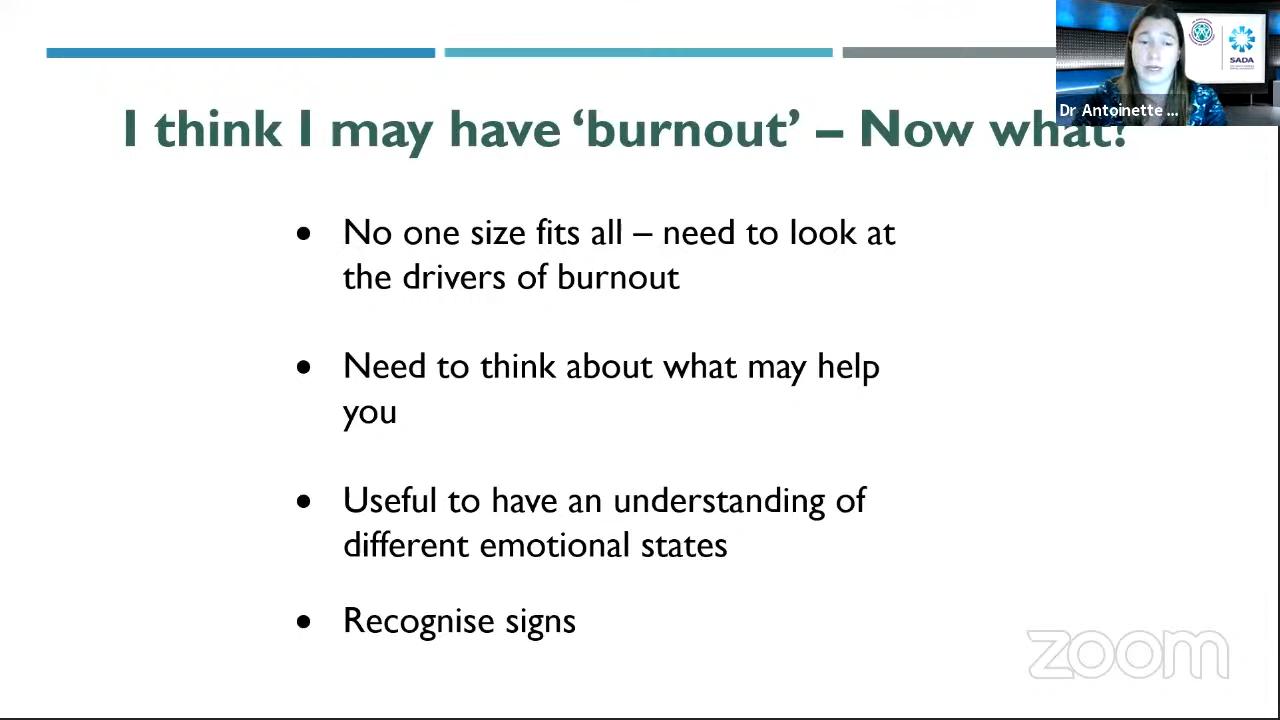 SADA
Dr Antoinette ...
I think I may have ‘burnout’ – Now what?
• No one size fits all – need to look at
the drivers of burnout
• Need to think about what may help
you
• Useful to have an understanding of
different emotional states
• Recognise signs
zoom